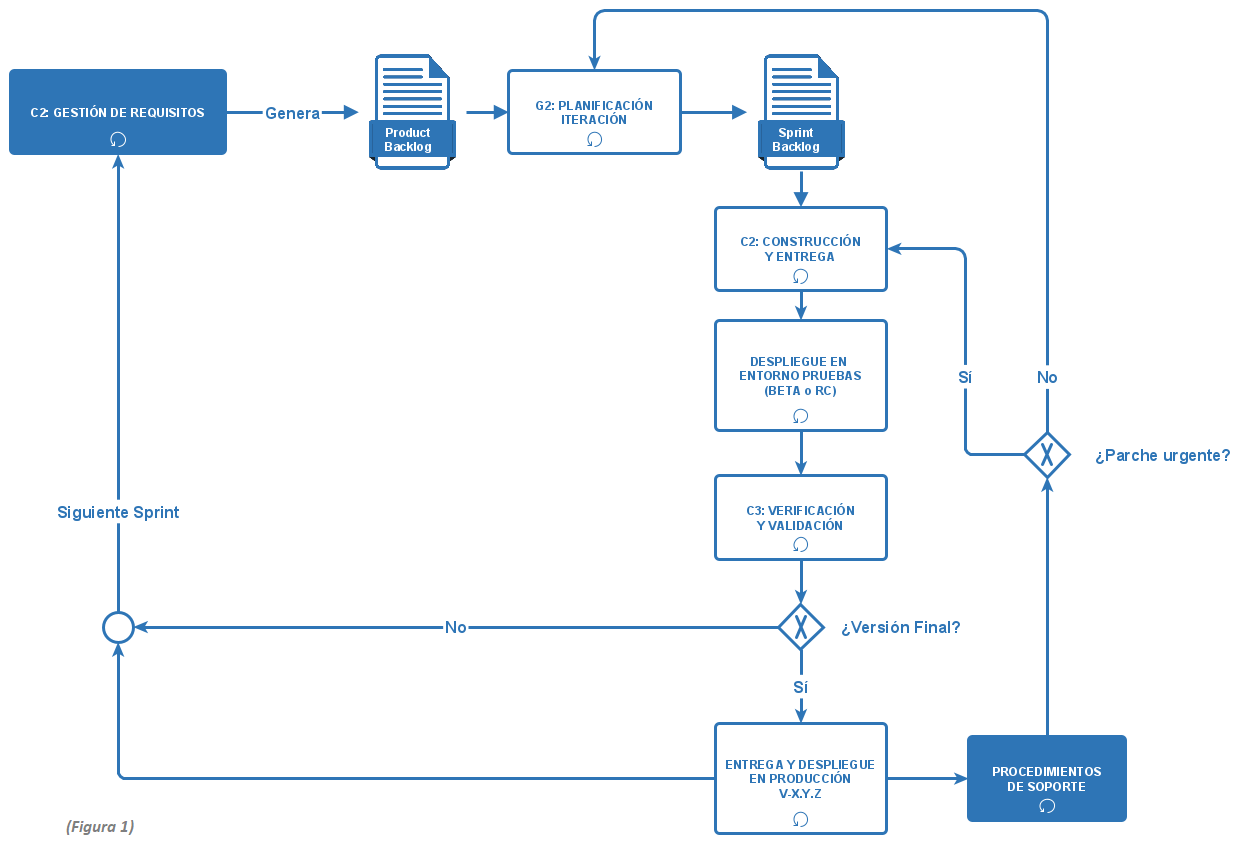 C2: GESTIÓN DE REQUISITOS
Genera
Product
Backlog
G2: PLANIFICACIÓN
ITERACIÓN
Sprint
Backlog
C2: CONSTRUCCIÓN
Y ENTREGA
DESPLIEGUE EN
ENTORNO PRUEBAS
(BETA o RC)
Sí
No
X
¿Parche urgente?
C3: VERIFICACIÓN
Y VALIDACIÓN
Siguiente Sprint
No
X
¿Versión Final?
Sí
ENTREGA Y DESPLIEGUE
EN PRODUCCIÓN
V-X.Y.Z
PROCEDIMIENTOS
DE SOPORTE
(Figura 1)